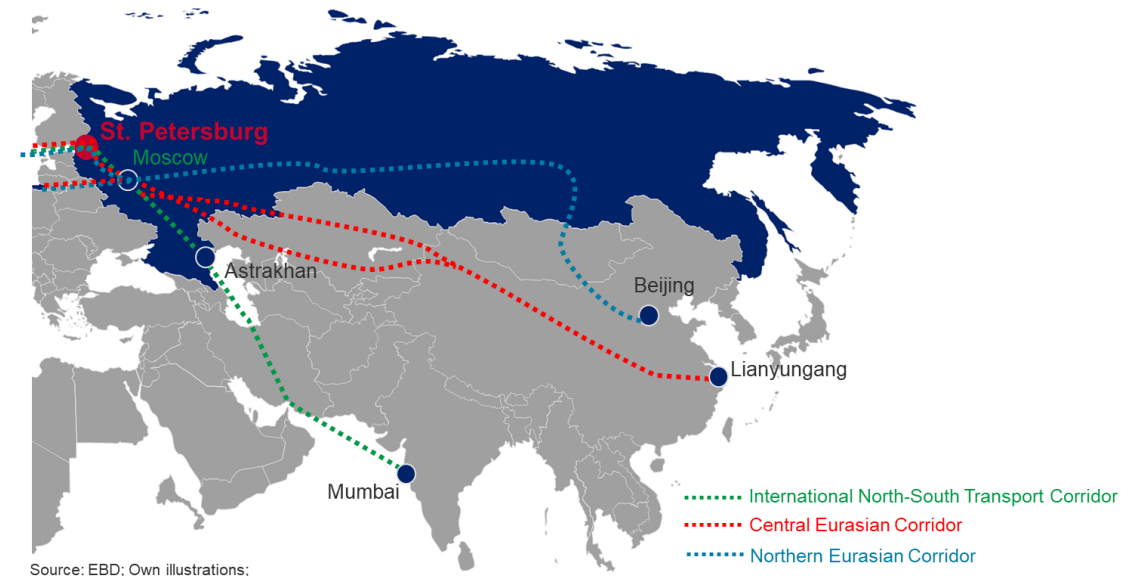 St. Petersburg
Moscow
Astrakhan
Beijing
Lianyungang
Mumbai
International North-South Transport Corridor
Central Eurasian Corridor
Northern Eurasian Corridor
Source: EBD; Own illustrations;